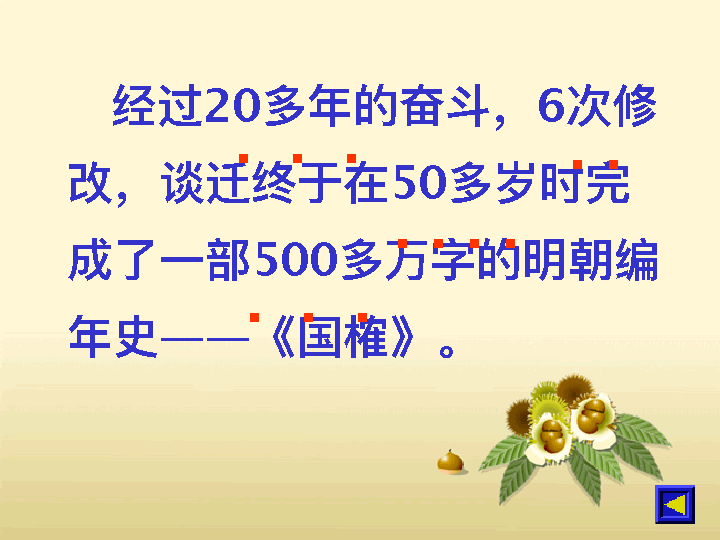 经过20多年的奋斗，6次修
改，谈迁终于在50多岁时完
成了一部500多万字的明朝编
年史——《国榷》。